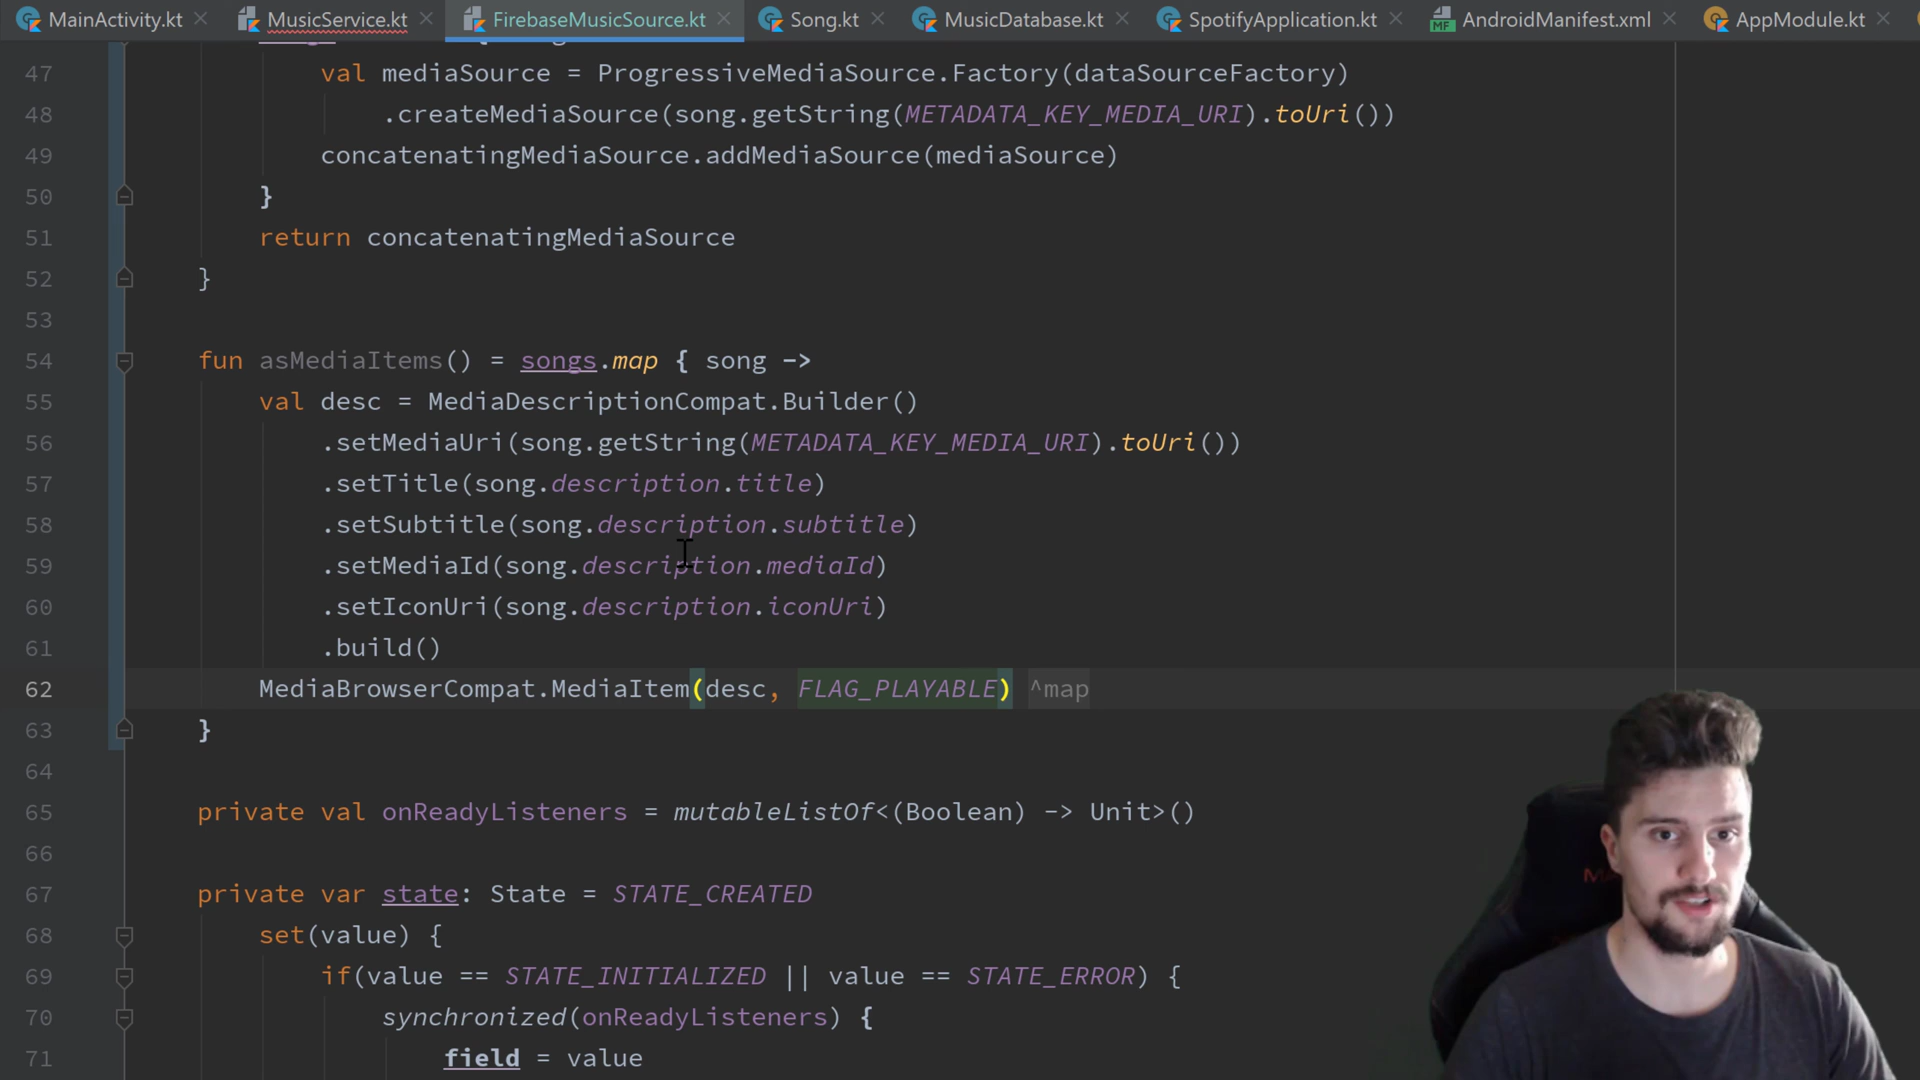 MainActivity.kt MusicService.kt FirebaseMusicSource.kt Song.kt MusicDatabase.kt SpotifyApplication.kt AndroidManifest.xml AppModule.kt
47 val mediaSource = ProgressiveMediaSource.Factory(dataSourceFactory)
48 .createMediaSource(song.getString(METADATA_KEY_MEDIA_URI).toUri())
49 concatenatingMediaSource.addMediaSource(mediaSource)
50 }
51 return concatenatingMediaSource
52 }
53
54 fun asMediaItems() = songs.map { song ->
55 val desc = MediaDescriptionCompat.Builder()
56 .setMediaUri(song.getString(METADATA_KEY_MEDIA_URI).toUri())
57 .setTitle(song.description.title)
58 .setSubtitle(song.description.subtitle)
59 .setMediaId(song.description.mediaId)
60 .setIconUri(song.description.iconUri)
61 .build()
62 MediaBrowserCompat.MediaItem(desc, FLAG_PLAYABLE) ^map
63 }
64
65 private val onReadyListeners = mutableListOf<(Boolean) -> Unit>()
66
67 private var state: State = STATE_CREATED
68 set(value) {
69 if(value == STATE_INITIALIZED || value == STATE_ERROR) {
70 synchronized(onReadyListeners) {
71 field = value